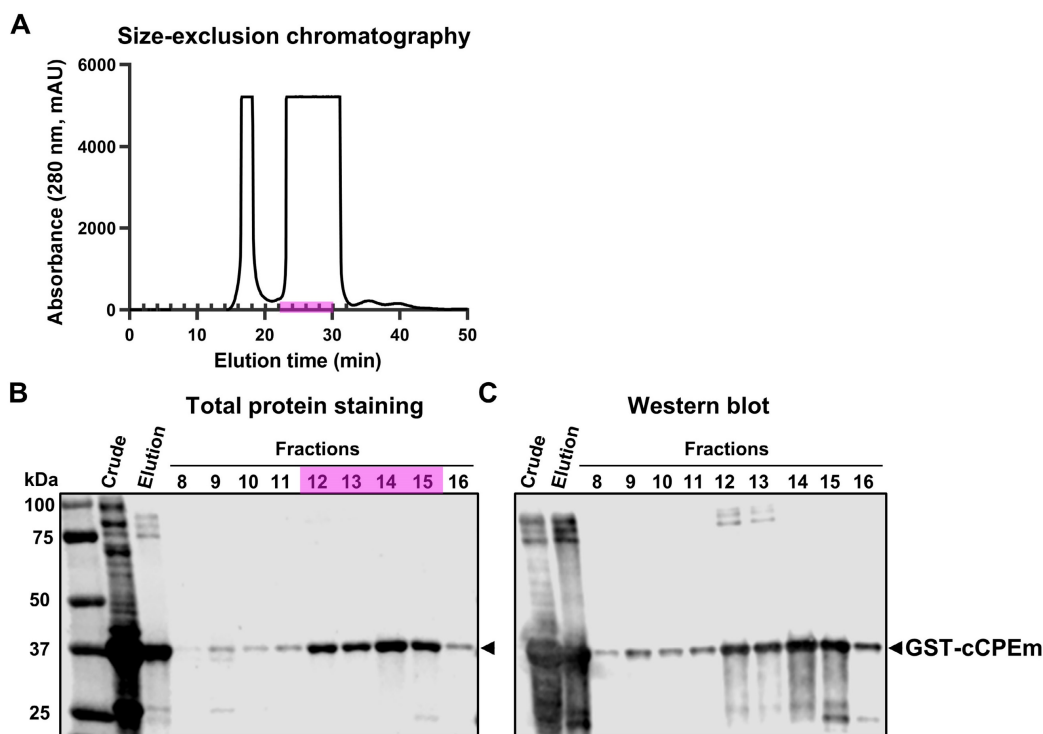 A
Size-exclusion chromatography
Absorbance (280 nm, mAU)
6000
4000
2000
0
0 10 20 30 40 50
Elution time (min)
B
Total protein staining
Fractions
kDa Crude Elution 8 9 10 11 12 13 14 15 16
100
75
50
37
25
C
Western blot
Fractions
Crude Elution 8 9 10 11 12 13 14 15 16
GST-cCPEm